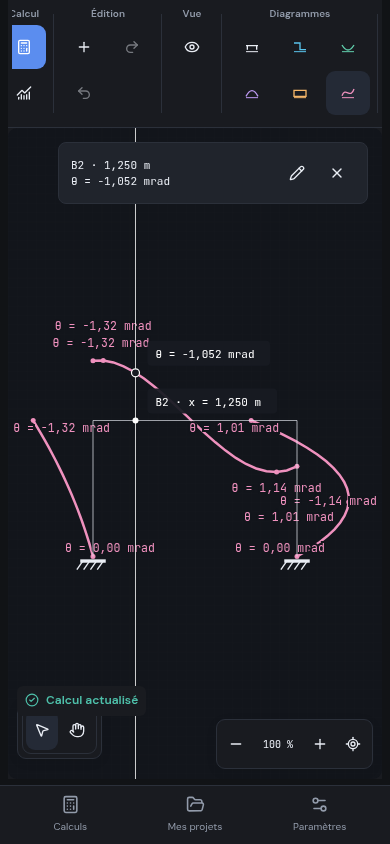 Calcul
Édition
Vue
Diagrammes
B2 · 1,250 m
θ = -1,052 mrad
θ = -1,32 mrad
θ = -1,32 mrad
θ = -1,052 mrad
B2 · x = 1,250 m
θ = -1,32 mrad
θ = 1,01 mrad
θ = 1,14 mrad
θ = -1,14 mrad
θ = 1,01 mrad
θ = 0,00 mrad
θ = 0,00 mrad
Calcul actualisé
100 %
Calculs
Mes projets
Paramètres